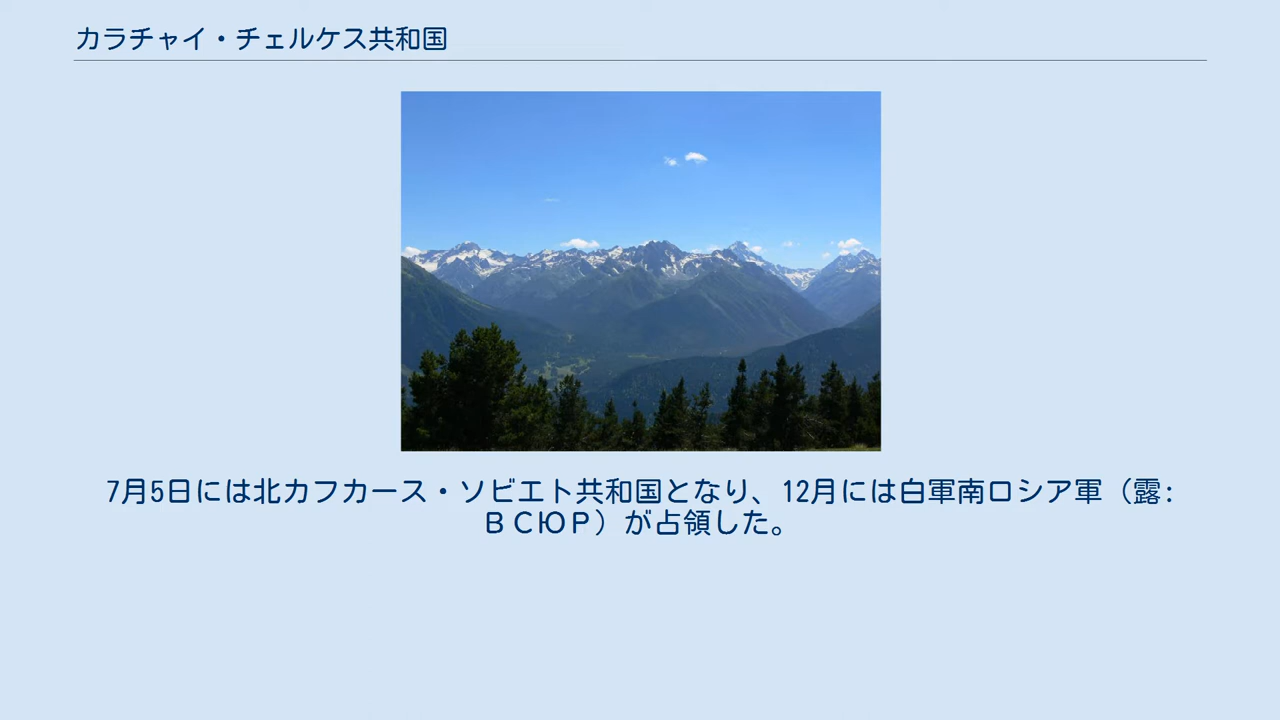 カラチャイ・チェルケス共和国
7月5日には北カフカース・ソビエト共和国となり、12月には白軍南ロシア軍（露:
ВСЮР）が占領した。